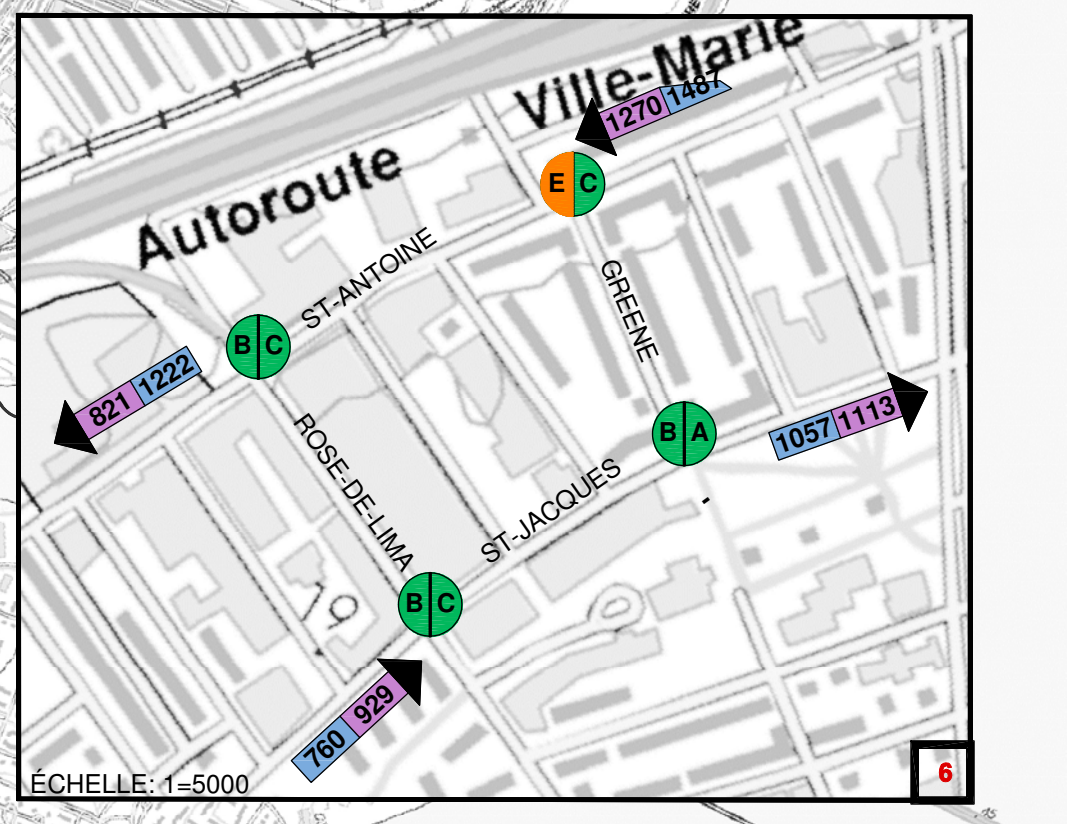 Ville-Marie
1270 1487
Autoroute
E C
ST-ANTOINE
GREENE
B C
821 1222
ROSE-DE-LIMA
B A
1057 1113
ST-JACQUES
B C
760 929
ÉCHELLE: 1=5000
6